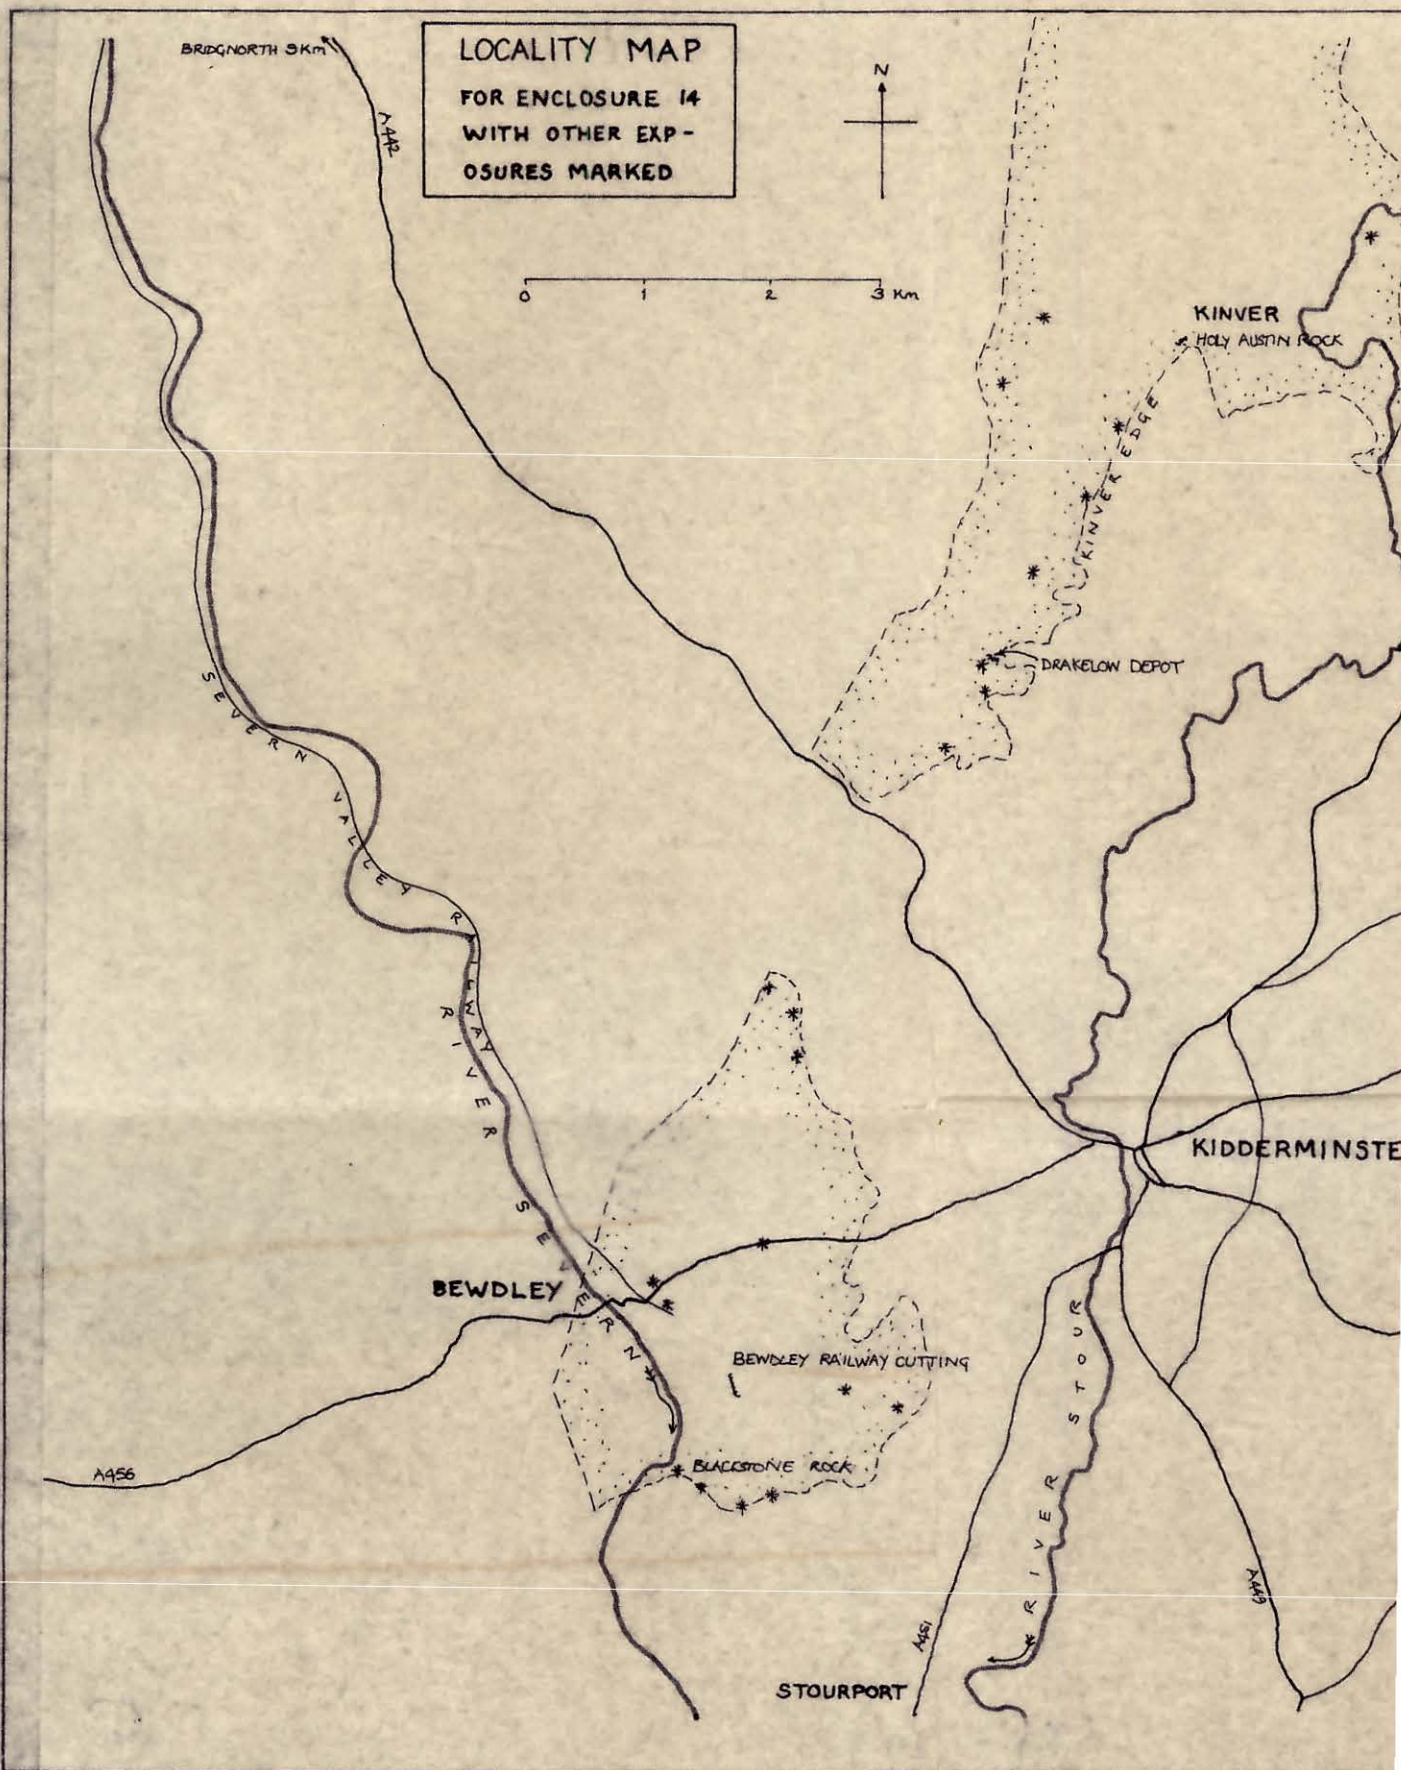 BRIDGNORTH 9 Km
LOCALITY MAP
FOR ENCLOSURE 14
WITH OTHER EXP-
OSURES MARKED
N
A442
0 1 2 3 Km
KINVER
HOLY AUSTIN ROCK
KINVER EDGE
DRAKELOW DEPOT
SEVERN VALLEY RAILWAY
RIVER SEVERN
KIDDERMINSTE
BEWDLEY
BEWDLEY RAILWAY CUTTING
BLACKSTONE ROCK
A456
RIVER STOUR
A451
A449
STOURPORT